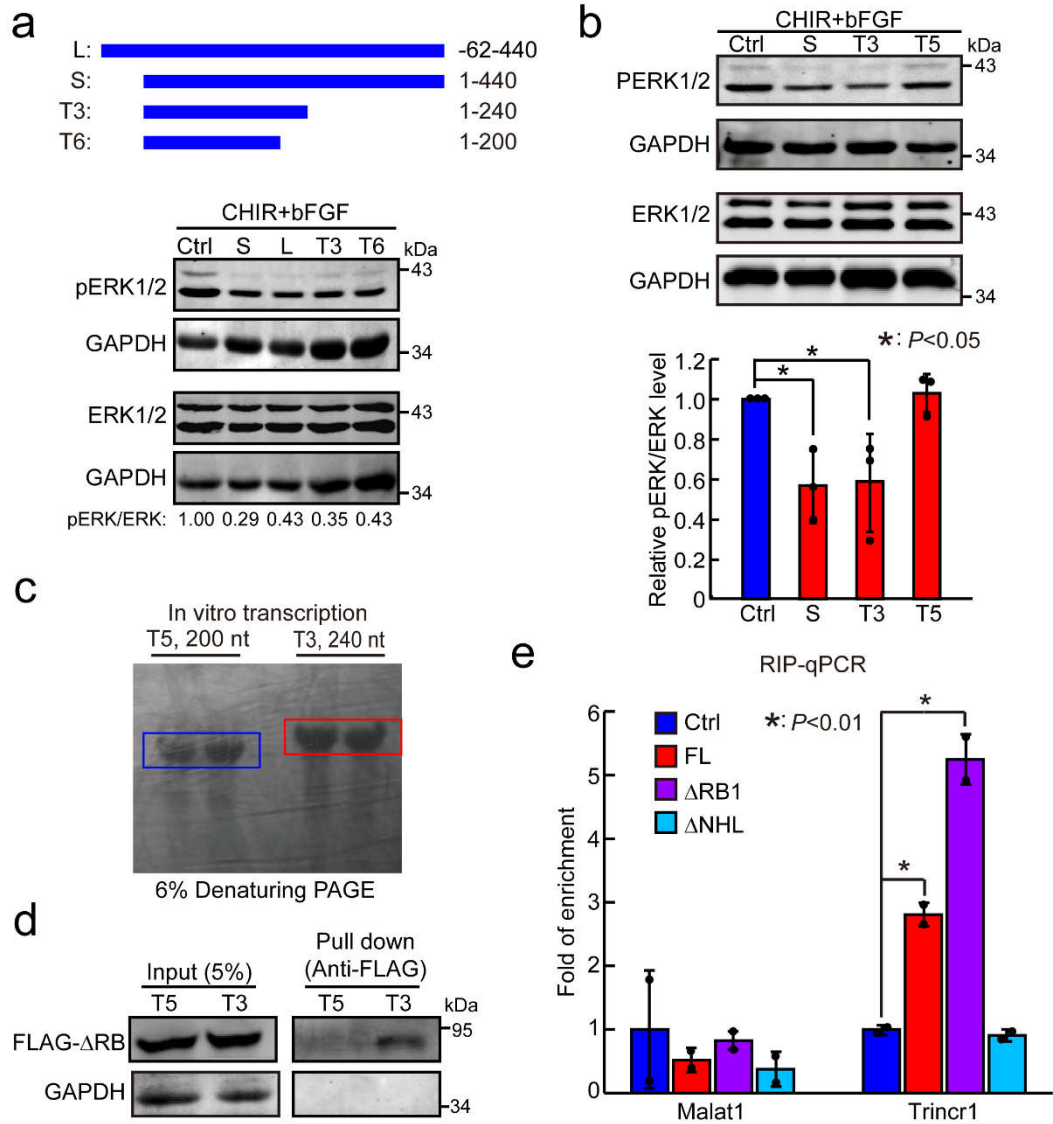 a
L: -62-440
S: 1-440
T3: 1-240
T6: 1-200
CHIR+bFGF
Ctrl S L T3 T6 kDa
pERK1/2 43
GAPDH 34
ERK1/2 43
GAPDH 34
pERK/ERK: 1.00 0.29 0.43 0.35 0.43
b
CHIR+bFGF
Ctrl S T3 T5 kDa
PERK1/2 43
GAPDH 34
ERK1/2 43
GAPDH 34
*: P<0.05
* *
Relative pERK/ERK level
1.2
1.0
0.8
0.6
0.4
0.2
0
Ctrl S T3 T5
c
In vitro transcription
T5, 200 nt T3, 240 nt
6% Denaturing PAGE
d
Input (5%) Pull down
(Anti-FLAG)
T5 T3 T5 T3 kDa
FLAG-ΔRB 95
GAPDH 34
e
RIP-qPCR
Ctrl
FL
ΔRB1
ΔNHL
*: P<0.01
*
*
Fold of enrichment
6
5
4
3
2
1
0
Malat1 Trincr1